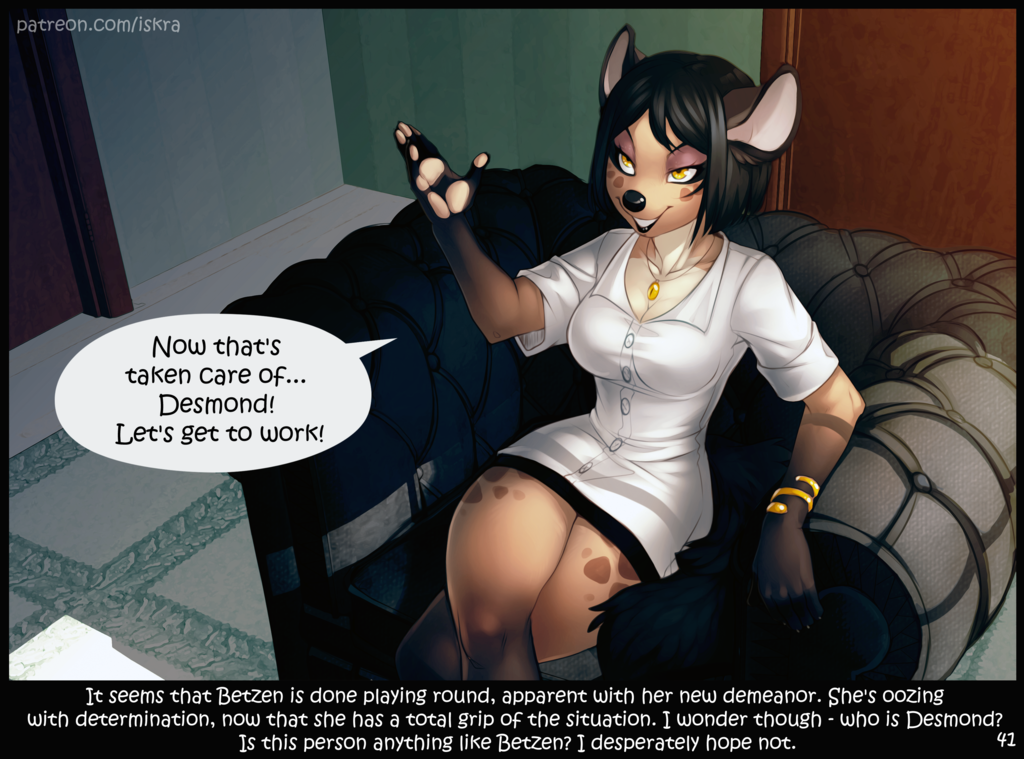 patreon.com/iskra
Now that's
taken care of...
Desmond!
Let's get to work!
It seems that Betzen is done playing round, apparent with her new demeanor. She's oozing
with determination, now that she has a total grip of the situation. I wonder though - who is Desmond?
Is this person anything like Betzen? I desperately hope not.
41